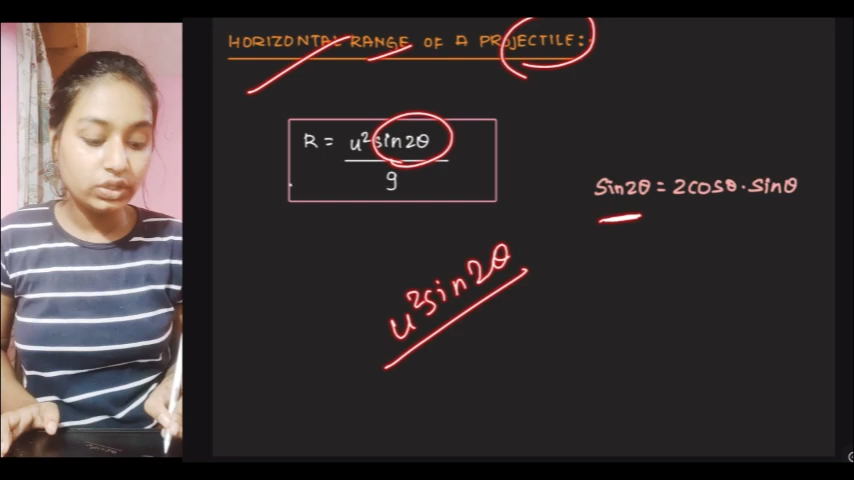 HORIZONTAL RANGE OF A PROJECTILE:
R = u²sin2θ
g
Sin2θ = 2cosθ·sinθ
u²sin2θ